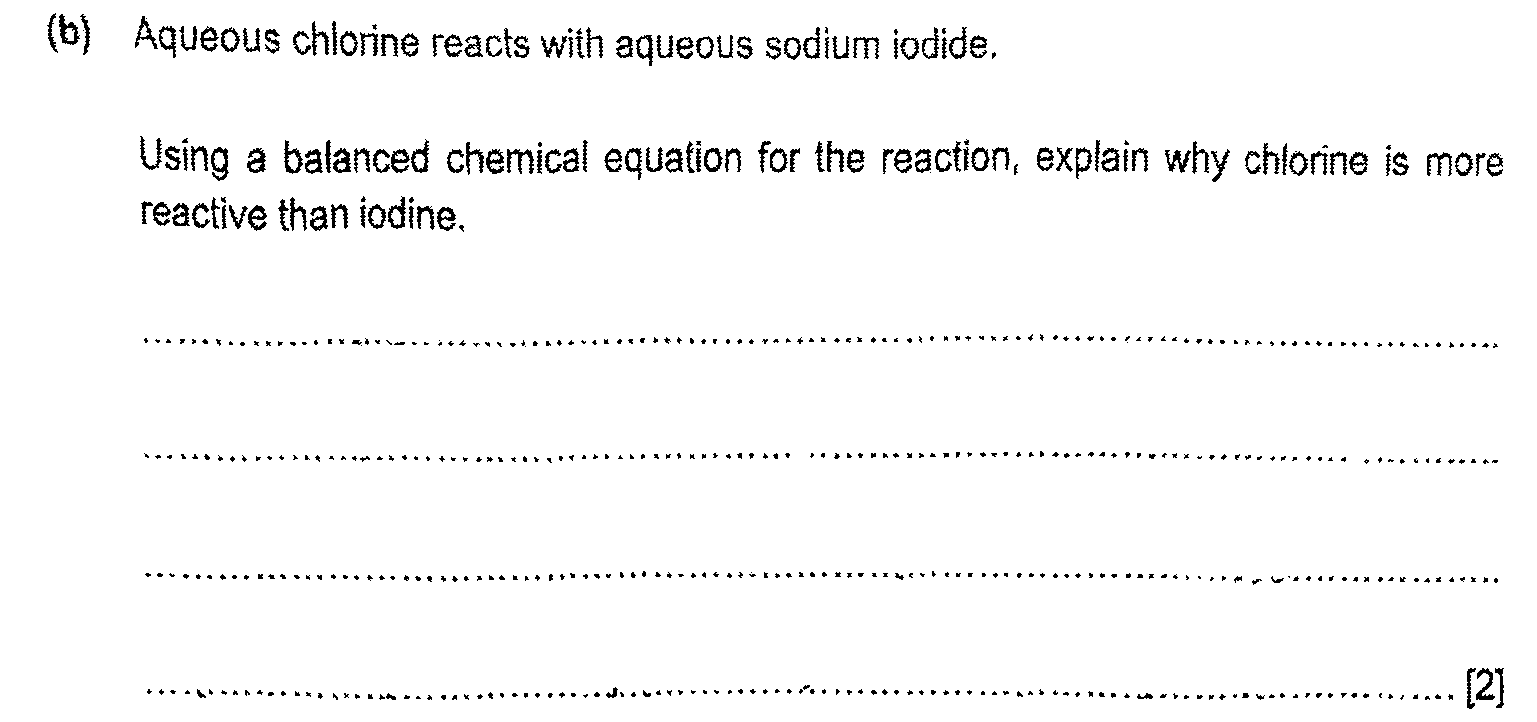 (b) Aqueous chlorine reacts with aqueous sodium iodide.
Using a balanced chemical equation for the reaction, explain why chlorine is more
reactive than iodine.
[2]